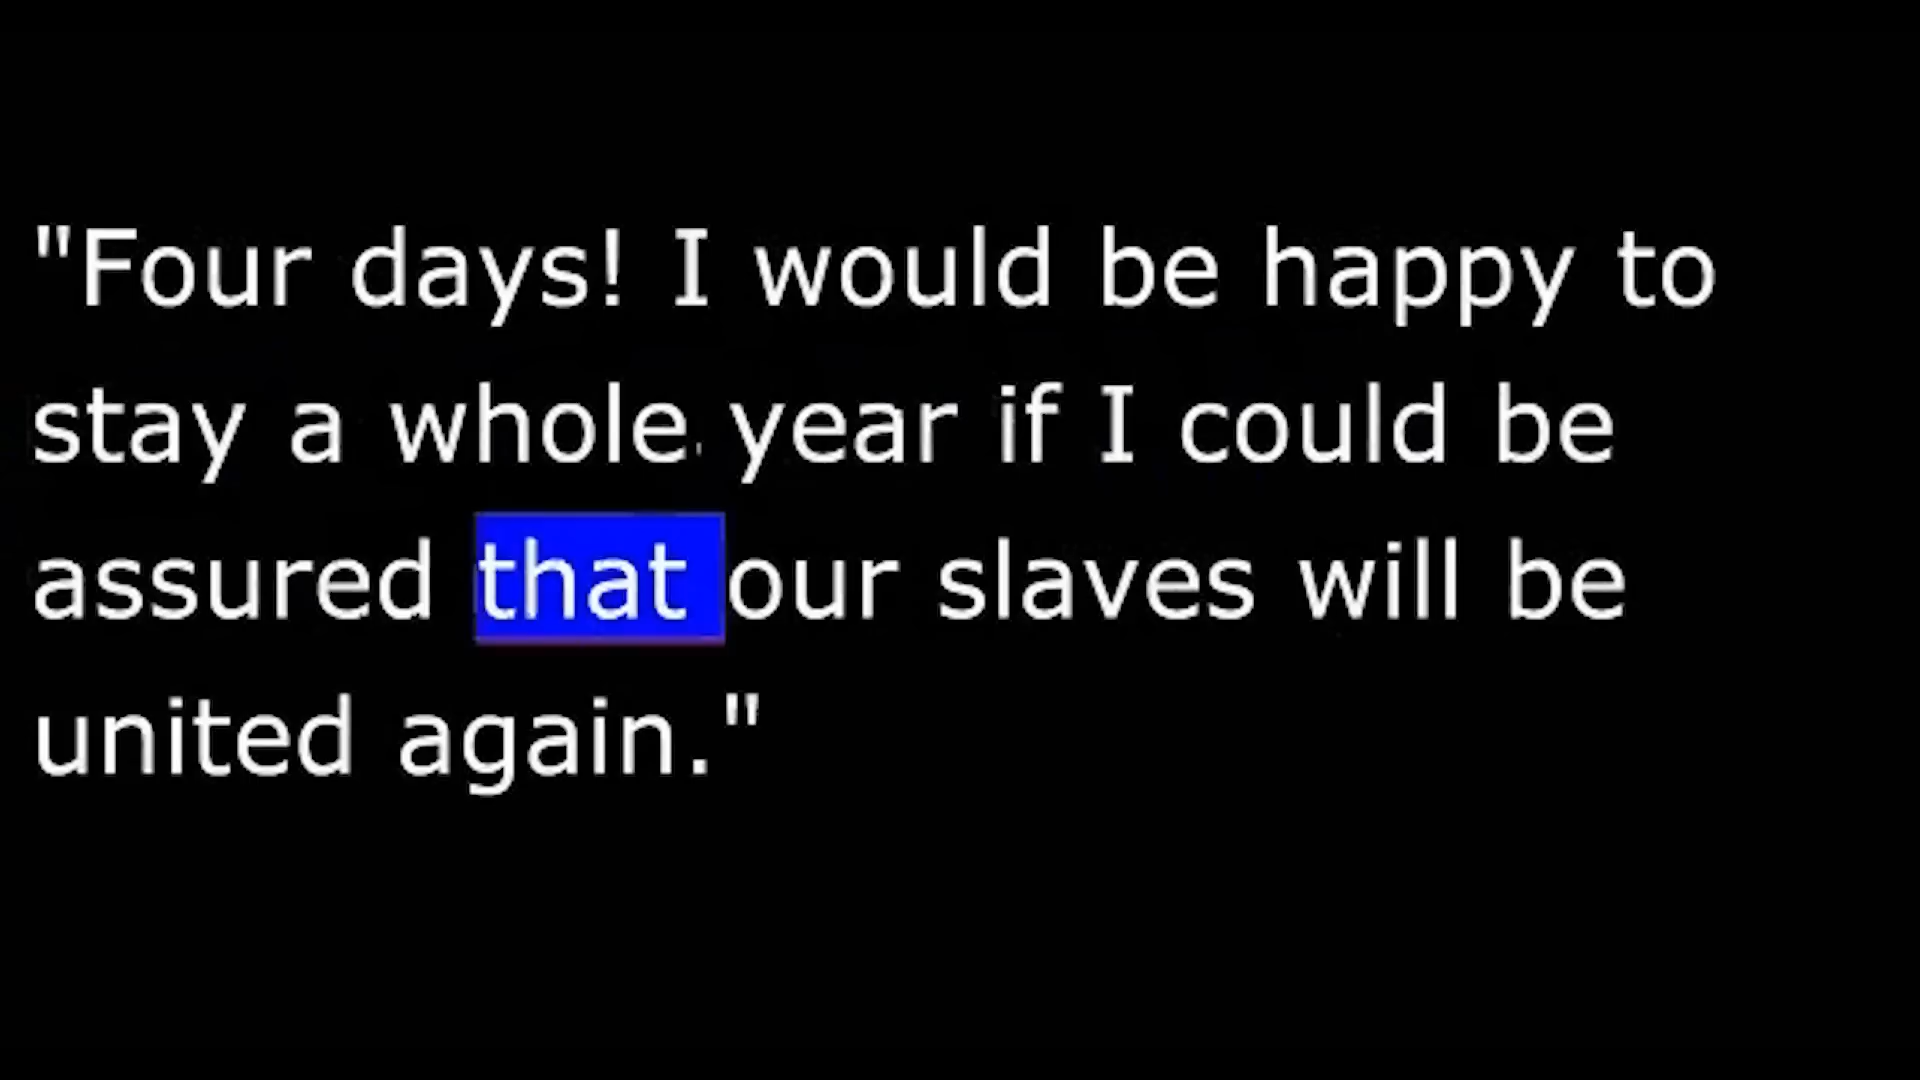 "Four days! I would be happy to
stay a whole year if I could be
assured that our slaves will be
united again."